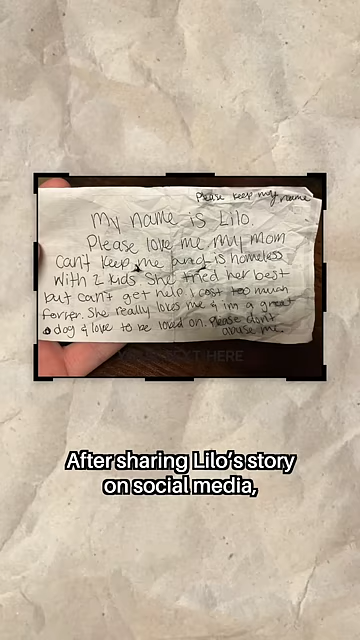 Please keep my name
My name is Lilo.
Please love me my mom
can't keep me and is homeless
with 2 kids She tried her best
but can't get help I cost too much
for her. She really loves me & im a great
dog & love to be loved on. Please don't
abuse me.
TEXT HERE
After sharing Lilo's story
on social media,